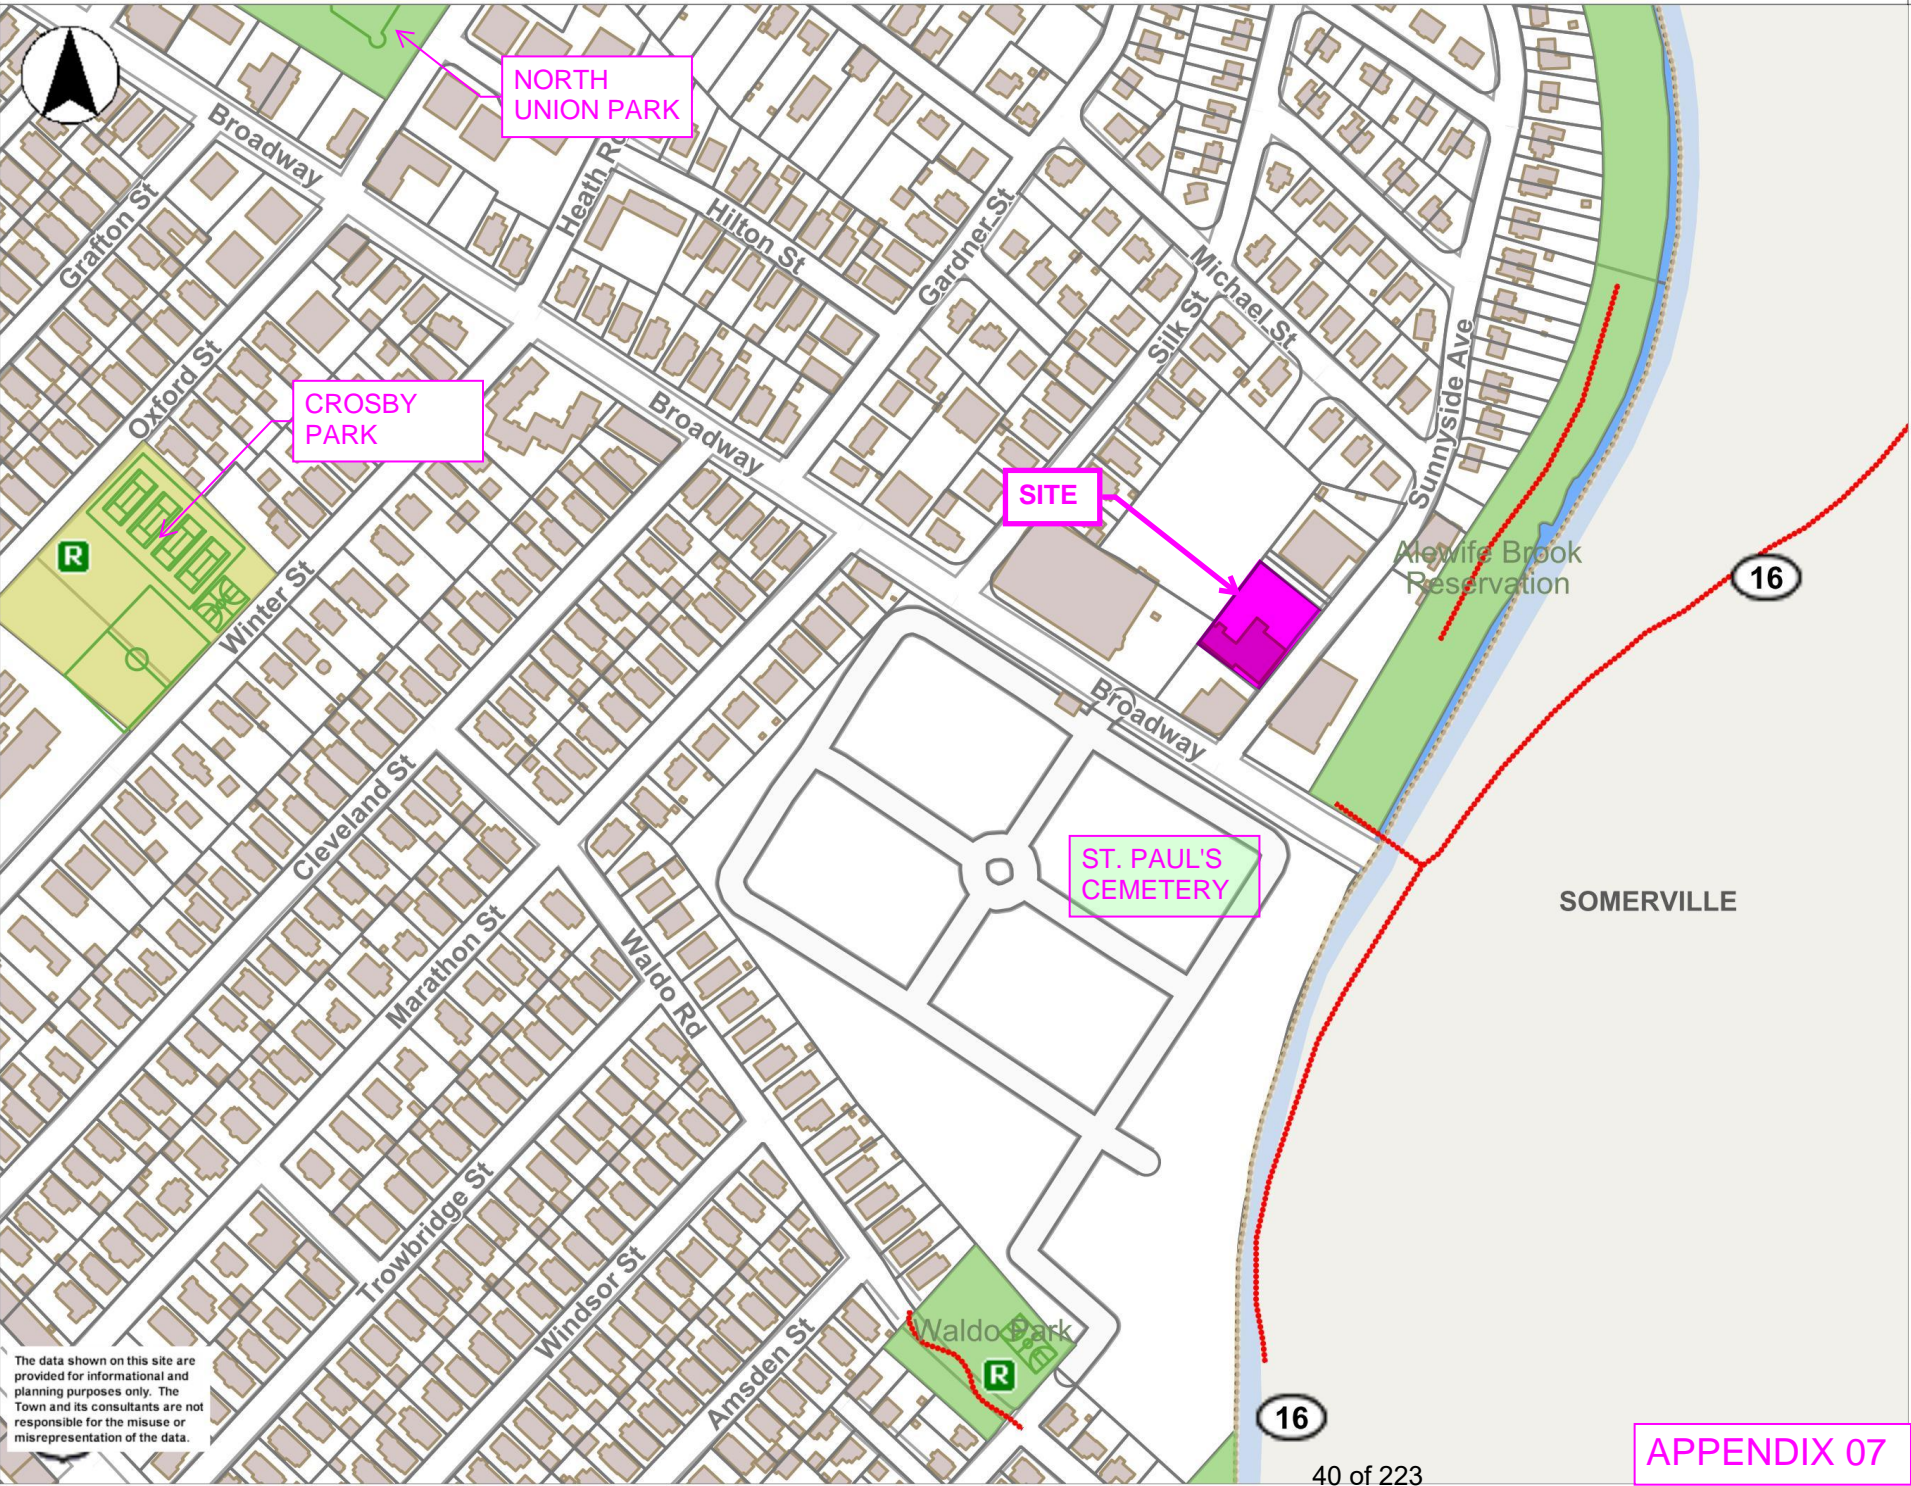 NORTH
UNION PARK
Broadway
Heath Rd
Grafton St
Hilton St
Gardner St
Michael St
Silk St
Oxford St
CROSBY
PARK
Broadway
Sunnyside Ave
SITE
R
Alewife Brook
Reservation
16
Winter St
Broadway
Cleveland St
ST. PAUL'S
CEMETERY
SOMERVILLE
Marathon St
Waldo Rd
Trowbridge St
Windsor St
Amsden St
Waldo Park
R
The data shown on this site are
provided for informational and
planning purposes only. The
Town and its consultants are not
responsible for the misuse or
misrepresentation of the data.
16
APPENDIX 07
40 of 223